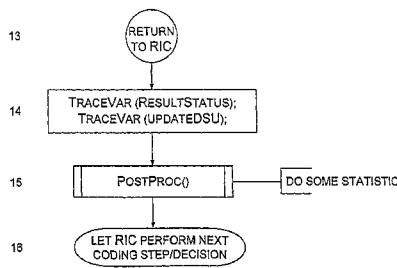 13
RETURN
TO RIC
14
TRACEVAR (RESULTSTATUS);
TRACEVAR (UPDATEDSU);
15
POSTPROC()
DO SOME STATISTIC
16
LET RIC PERFORM NEXT
CODING STEP/DECISION